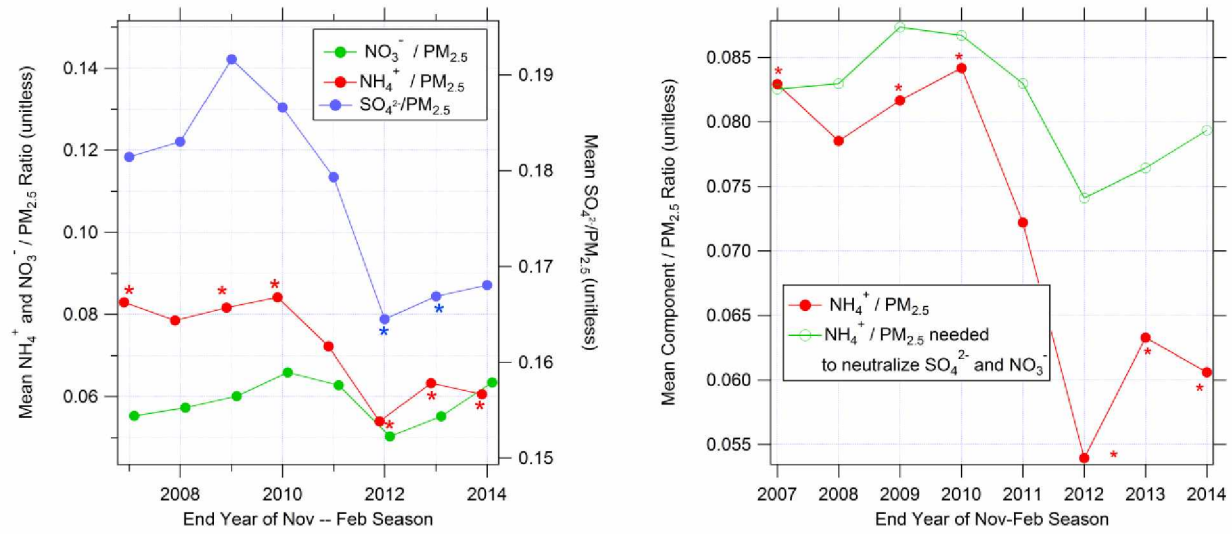 Mean NH₄⁺ and NO₃⁻ / PM₂.₅ Ratio (unitless)
0.14
0.12
0.10
0.08
0.06
NO₃⁻ / PM₂.₅
NH₄⁺ / PM₂.₅
SO₄²⁻/PM₂.₅
*
*
*
*
*
*
*
*
0.19
0.18
0.17
0.16
0.15
Mean SO₄²⁻/PM₂.₅ (unitless)
2008 2010 2012 2014
End Year of Nov -- Feb Season
Mean Component / PM₂.₅ Ratio (unitless)
0.085
0.080
0.075
0.070
0.065
0.060
0.055
*
*
*
*
*
*
NH₄⁺ / PM₂.₅
NH₄⁺ / PM₂.₅ needed
to neutralize SO₄²⁻ and NO₃⁻
2007 2008 2009 2010 2011 2012 2013 2014
End Year of Nov-Feb Season